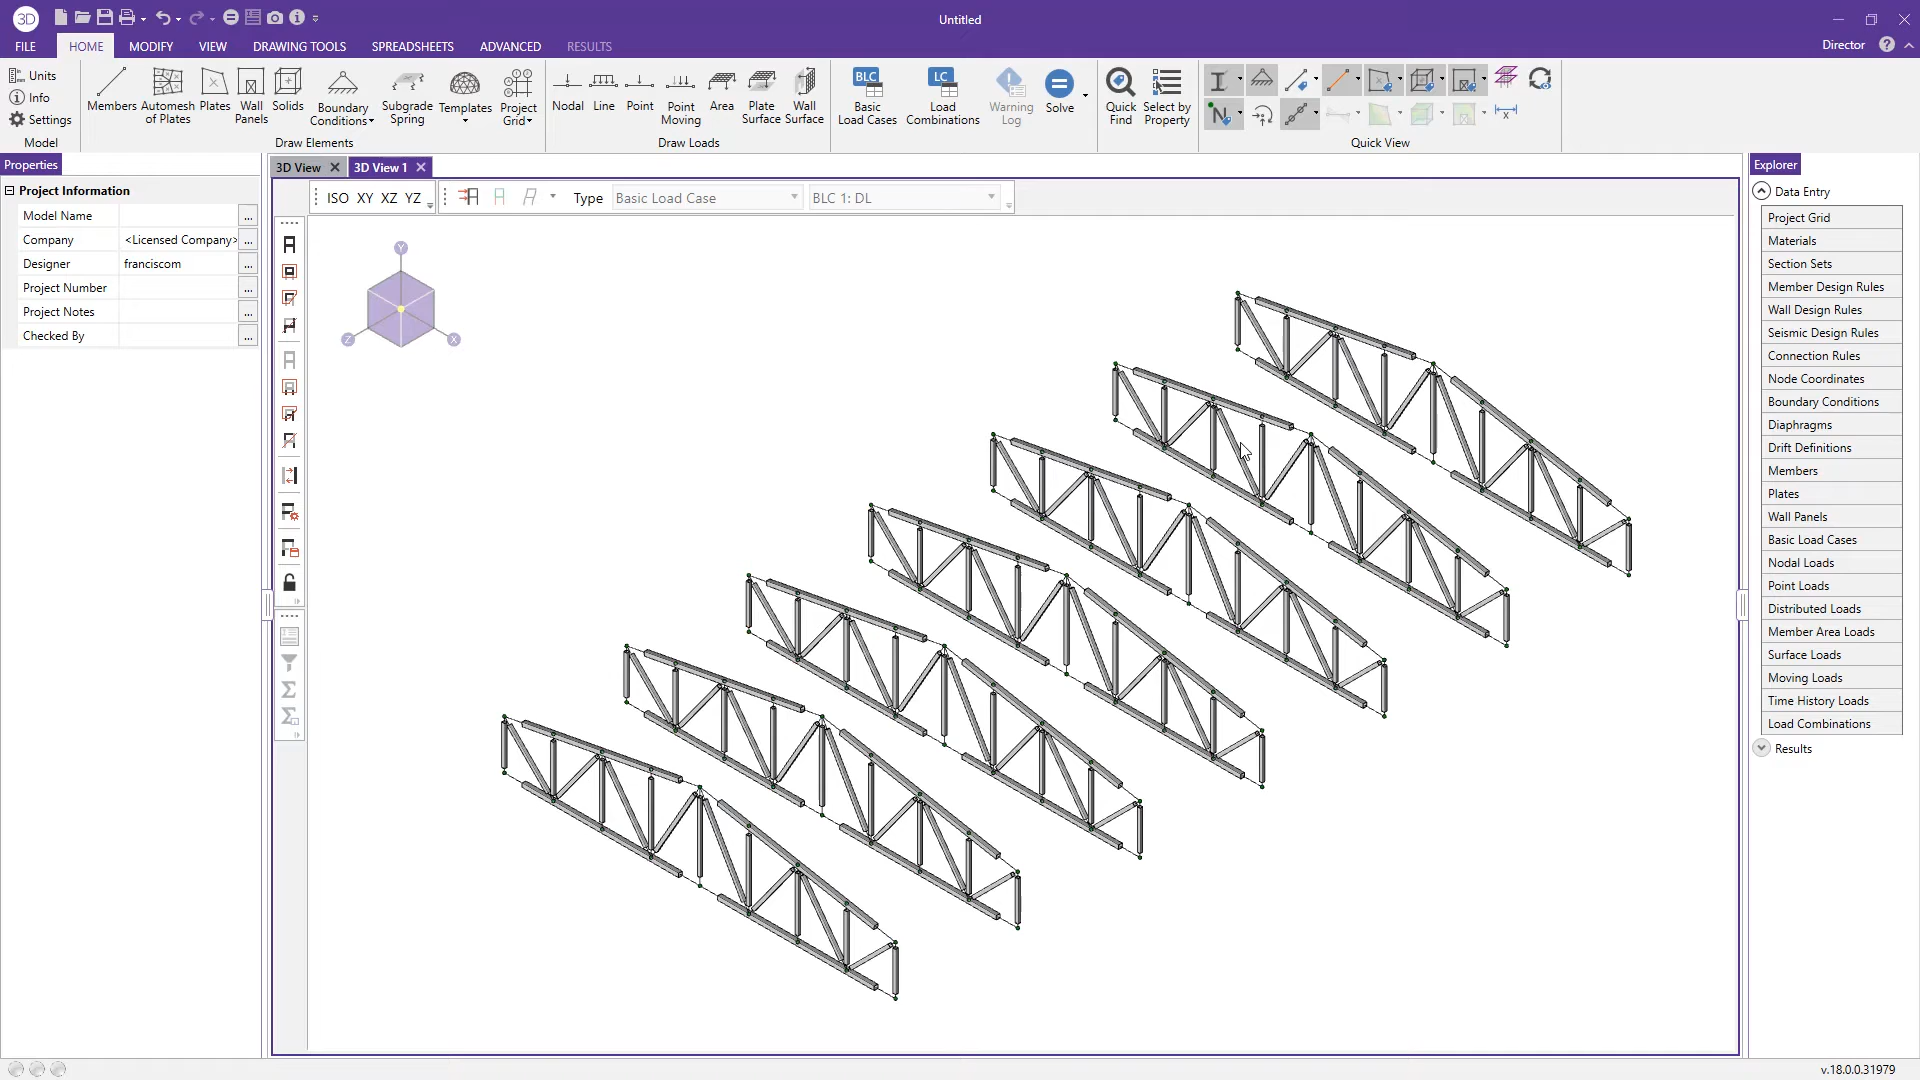 3D
Untitled
FILE HOME MODIFY VIEW DRAWING TOOLS SPREADSHEETS ADVANCED RESULTS
Director
Units
Info
Settings
Model
Members
Automesh of Plates
Plates
Wall Panels
Solids
Boundary Conditions
Subgrade Spring
Templates
Project Grid
Draw Elements
Nodal
Line
Point
Point Moving
Area
Plate Surface
Wall Surface
Draw Loads
BLC
Basic Load Cases
LC
Load Combinations
Warning Log
Solve
Quick Find
Select by Property
N
Quick View
Properties
Project Information
Model Name ...
Company <Licensed Company> ...
Designer franciscom ...
Project Number ...
Project Notes ...
Checked By ...
3D View
3D View 1
ISO XY XZ YZ
Type Basic Load Case BLC 1: DL
Y
Z
X
Explorer
Data Entry
Project Grid
Materials
Section Sets
Member Design Rules
Wall Design Rules
Seismic Design Rules
Connection Rules
Node Coordinates
Boundary Conditions
Diaphragms
Drift Definitions
Members
Plates
Wall Panels
Basic Load Cases
Nodal Loads
Point Loads
Distributed Loads
Member Area Loads
Surface Loads
Moving Loads
Time History Loads
Load Combinations
Results
v.18.0.0.31979